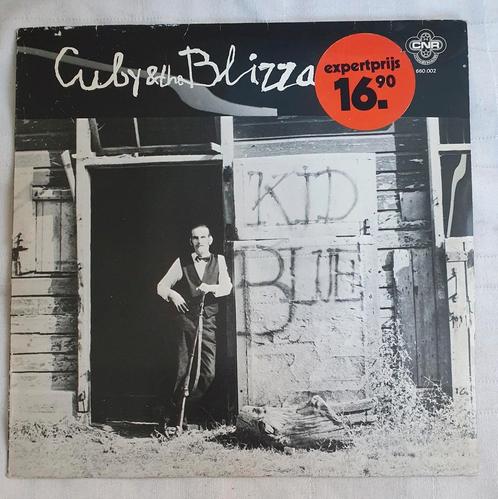 Cuby & the Blizza
expertprijs
16.90
CNR
660.002
KID
BLUE